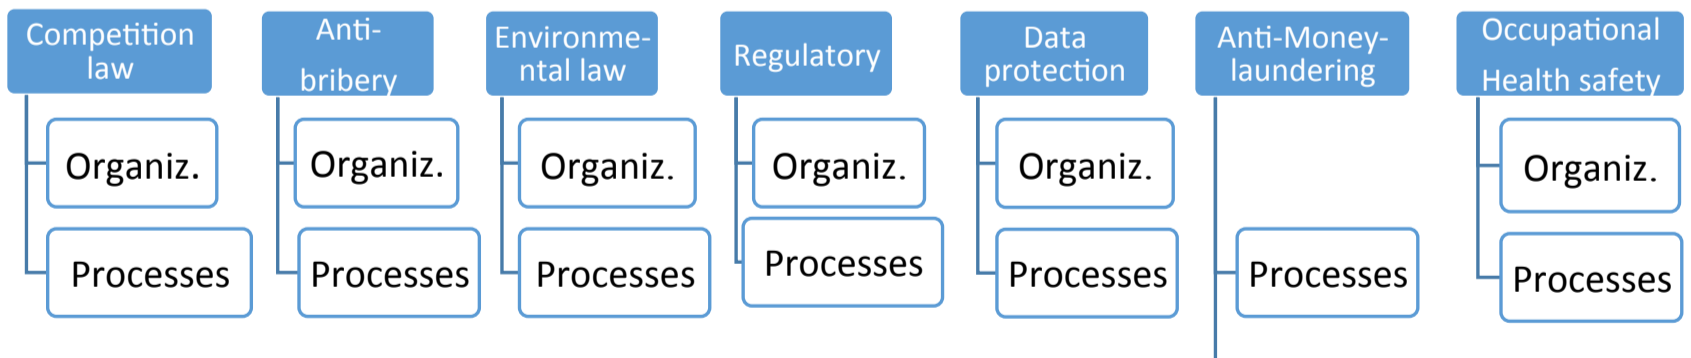 Competition
law
Organiz.
Processes
Anti-
bribery
Organiz.
Processes
Environme-
ntal law
Organiz.
Processes
Regulatory
Organiz.
Processes
Data
protection
Organiz.
Processes
Anti-Money-
laundering
Processes
Occupational
Health safety
Organiz.
Processes